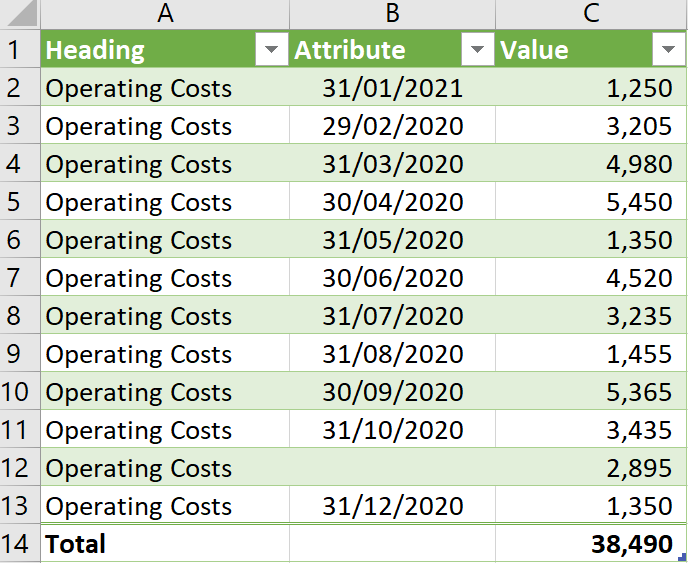 A B C
1 Heading Attribute Value
2 Operating Costs 31/01/2021 1,250
3 Operating Costs 29/02/2020 3,205
4 Operating Costs 31/03/2020 4,980
5 Operating Costs 30/04/2020 5,450
6 Operating Costs 31/05/2020 1,350
7 Operating Costs 30/06/2020 4,520
8 Operating Costs 31/07/2020 3,235
9 Operating Costs 31/08/2020 1,455
10 Operating Costs 30/09/2020 5,365
11 Operating Costs 31/10/2020 3,435
12 Operating Costs 2,895
13 Operating Costs 31/12/2020 1,350
14 Total 38,490